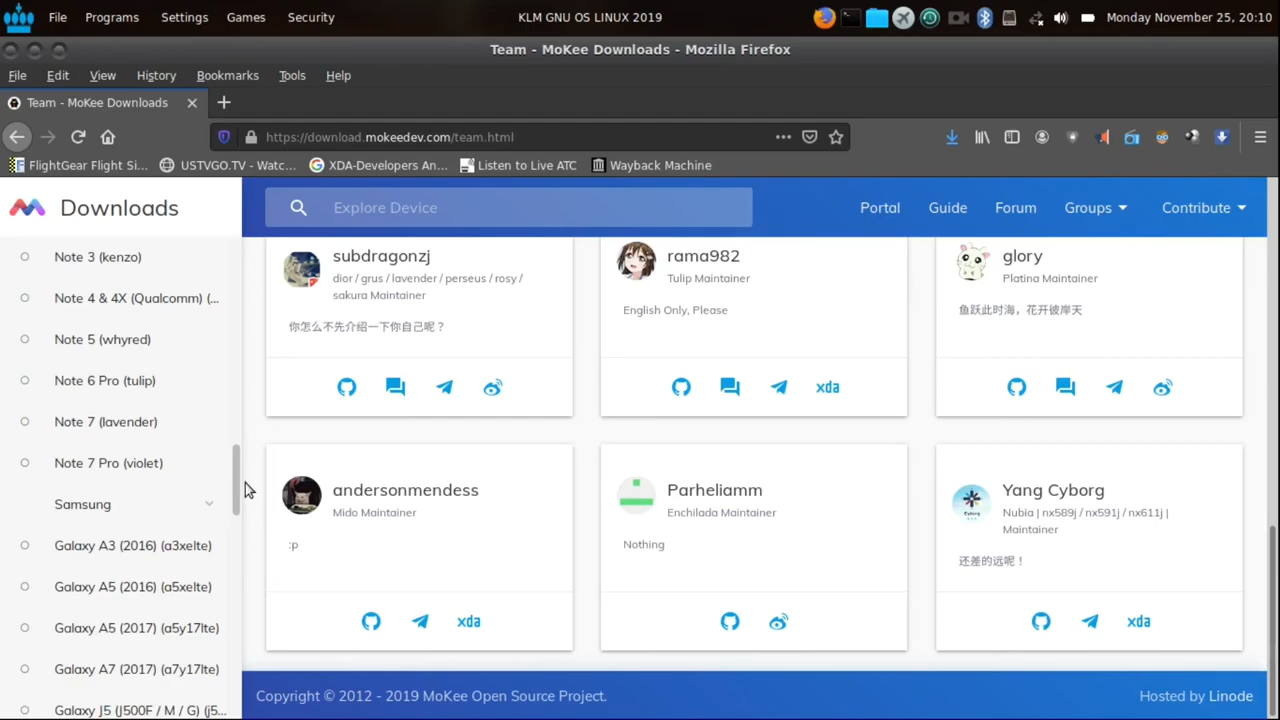 File Programs Settings Games Security KLM GNU OS LINUX 2019 Monday November 25, 20:10
Team - MoKee Downloads - Mozilla Firefox
File Edit View History Bookmarks Tools Help
Team - MoKee Downloads
https://download.mokeedev.com/team.html
FlightGear Flight Si... USTVGO.TV - Watc... XDA-Developers An... Listen to Live ATC Wayback Machine
Downloads
Explore Device
Portal Guide Forum Groups Contribute
Note 3 (kenzo)
Note 4 & 4X (Qualcomm) (...
Note 5 (whyred)
Note 6 Pro (tulip)
Note 7 (lavender)
Note 7 Pro (violet)
Samsung
Galaxy A3 (2016) (a3xelte)
Galaxy A5 (2016) (a5xelte)
Galaxy A5 (2017) (a5y17lte)
Galaxy A7 (2017) (a7y17lte)
Galaxy J5 (J500F / M / G) (j5...
subdragonzj
dior / grus / lavender / perseus / rosy /
sakura Maintainer
你怎么不先介绍一下你自己呢？
rama982
Tulip Maintainer
English Only, Please
xda
glory
Platina Maintainer
鱼跃此时海，花开彼岸天
andersonmendess
Mido Maintainer
:p
xda
Parheliamm
Enchilada Maintainer
Nothing
Yang Cyborg
Nubia | nx589j / nx591j / nx611j |
Maintainer
还差的远呢！
xda
Copyright © 2012 - 2019 MoKee Open Source Project.
Hosted by Linode